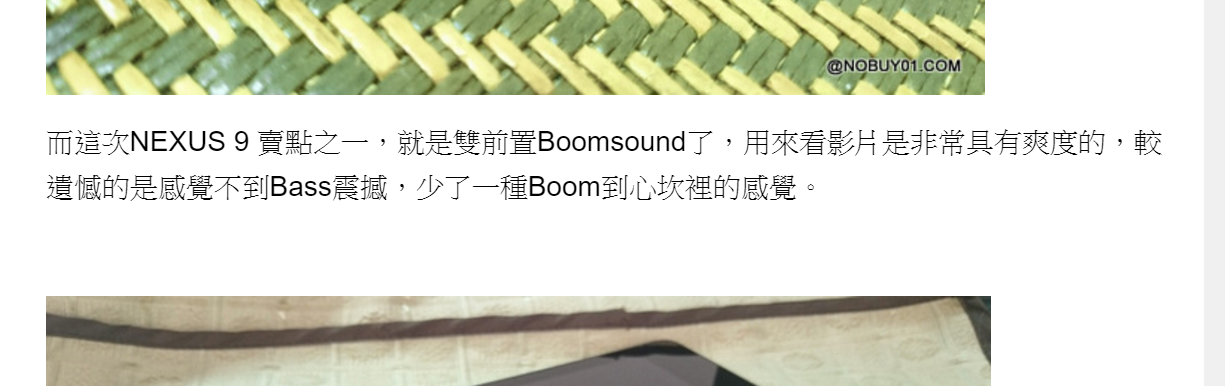 @NOBUY01.COM
而這次NEXUS 9 賣點之一，就是雙前置Boomsound了，用來看影片是非常具有爽度的，較
遺憾的是感覺不到Bass震撼，少了一種Boom到心坎裡的感覺。